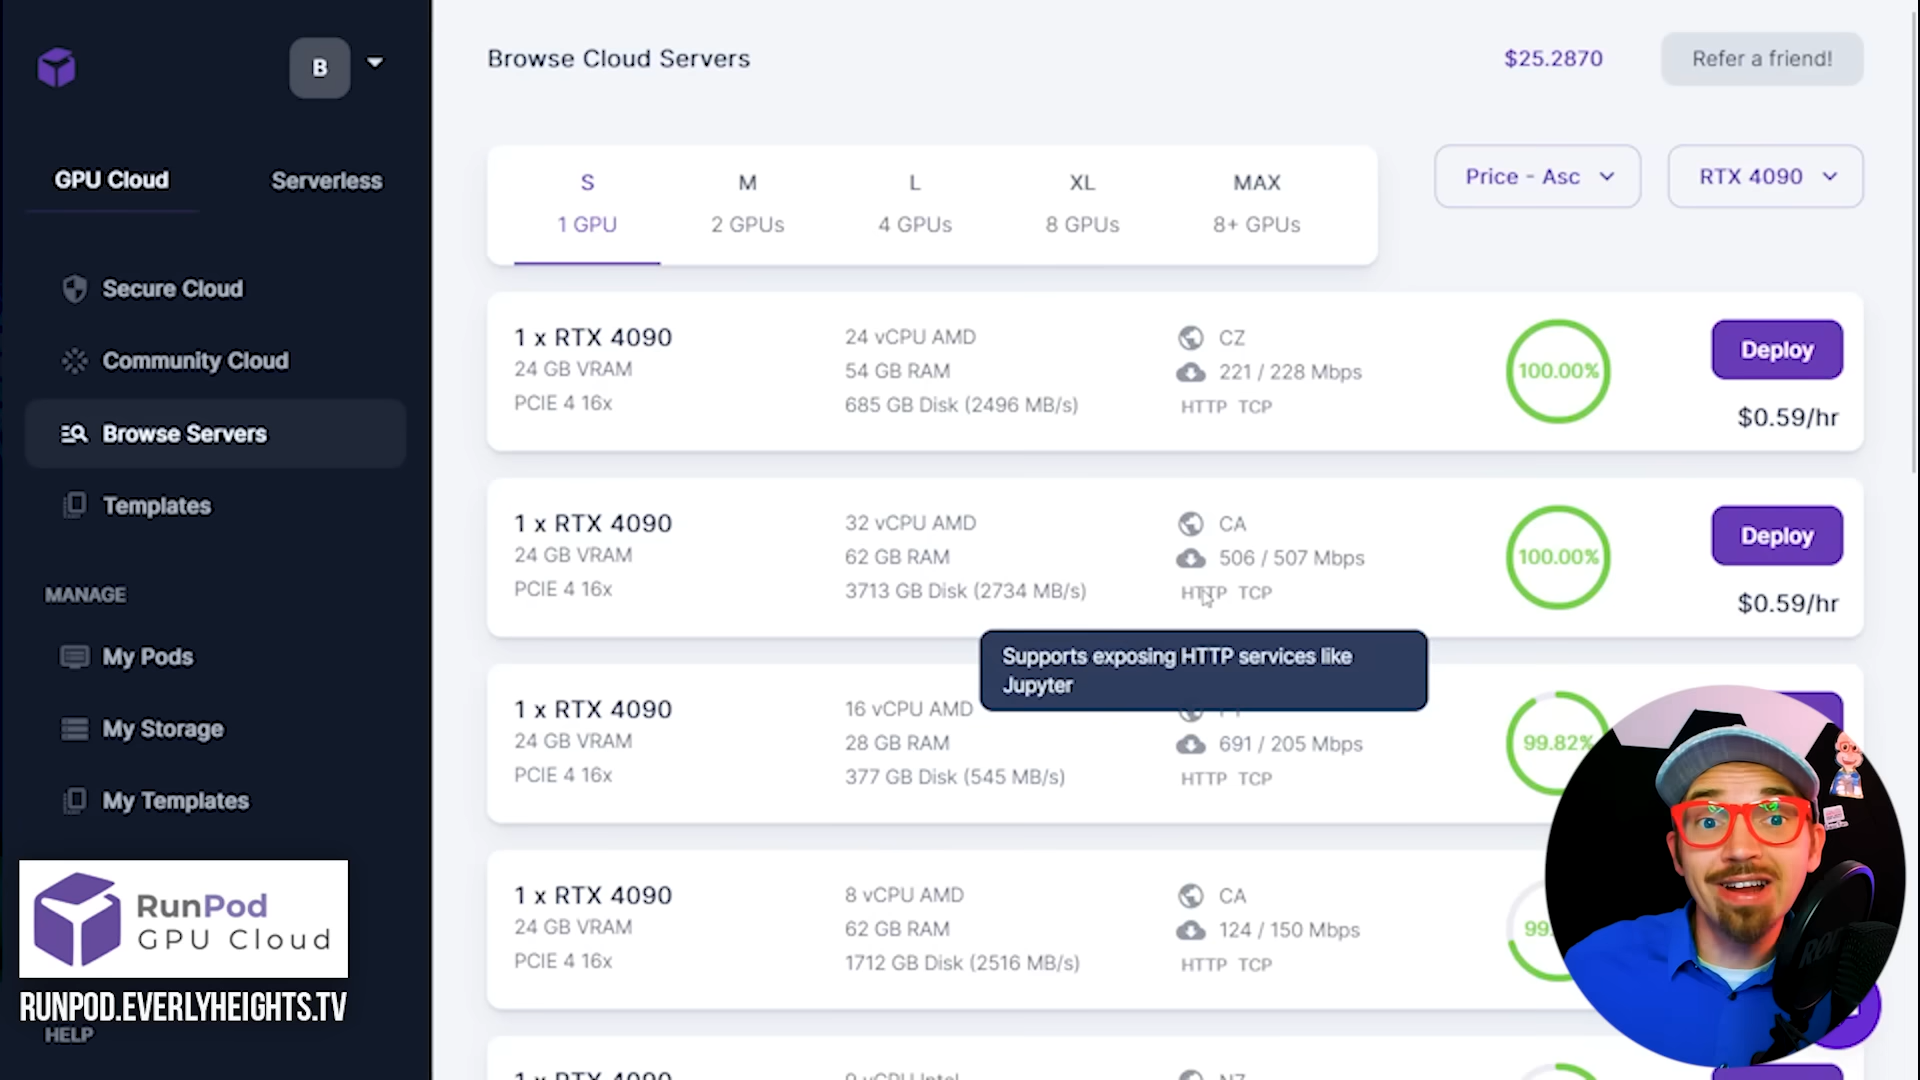 B
GPU Cloud
Serverless
Secure Cloud
Community Cloud
Browse Servers
Templates
MANAGE
My Pods
My Storage
My Templates
RunPod
GPU Cloud
RUNPOD.EVERLYHEIGHTS.TV
HELP
Browse Cloud Servers
$25.2870
Refer a friend!
S
1 GPU
M
2 GPUs
L
4 GPUs
XL
8 GPUs
MAX
8+ GPUs
Price - Asc
RTX 4090
1 x RTX 4090
24 GB VRAM
PCIE 4 16x
24 vCPU AMD
54 GB RAM
685 GB Disk (2496 MB/s)
CZ
221 / 228 Mbps
HTTP TCP
100.00%
Deploy
$0.59/hr
1 x RTX 4090
24 GB VRAM
PCIE 4 16x
32 vCPU AMD
62 GB RAM
3713 GB Disk (2734 MB/s)
CA
506 / 507 Mbps
HTTP TCP
100.00%
Deploy
$0.59/hr
Supports exposing HTTP services like
Jupyter
1 x RTX 4090
24 GB VRAM
PCIE 4 16x
16 vCPU AMD
28 GB RAM
377 GB Disk (545 MB/s)
691 / 205 Mbps
HTTP TCP
99.82%
1 x RTX 4090
24 GB VRAM
PCIE 4 16x
8 vCPU AMD
62 GB RAM
1712 GB Disk (2516 MB/s)
CA
124 / 150 Mbps
HTTP TCP
99.
1 x RTX 4090